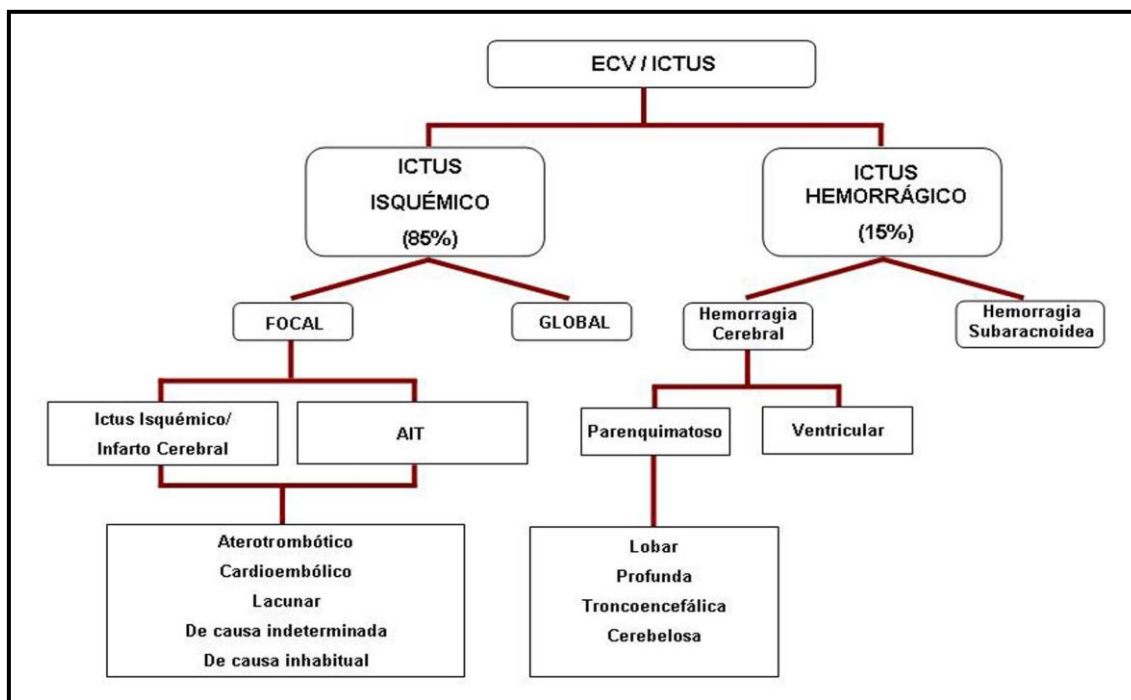 ECV / ICTUS
ICTUS
ISQUÉMICO
(85%)
ICTUS
HEMORRÁGICO
(15%)
FOCAL
GLOBAL
Hemorragia
Cerebral
Hemorragia
Subaracnoidea
Ictus Isquémico/
Infarto Cerebral
AIT
Parenquimatoso
Ventricular
Aterotrombótico
Cardioembólico
Lacunar
De causa indeterminada
De causa inhabitual
Lobar
Profunda
Troncoencefálica
Cerebelosa